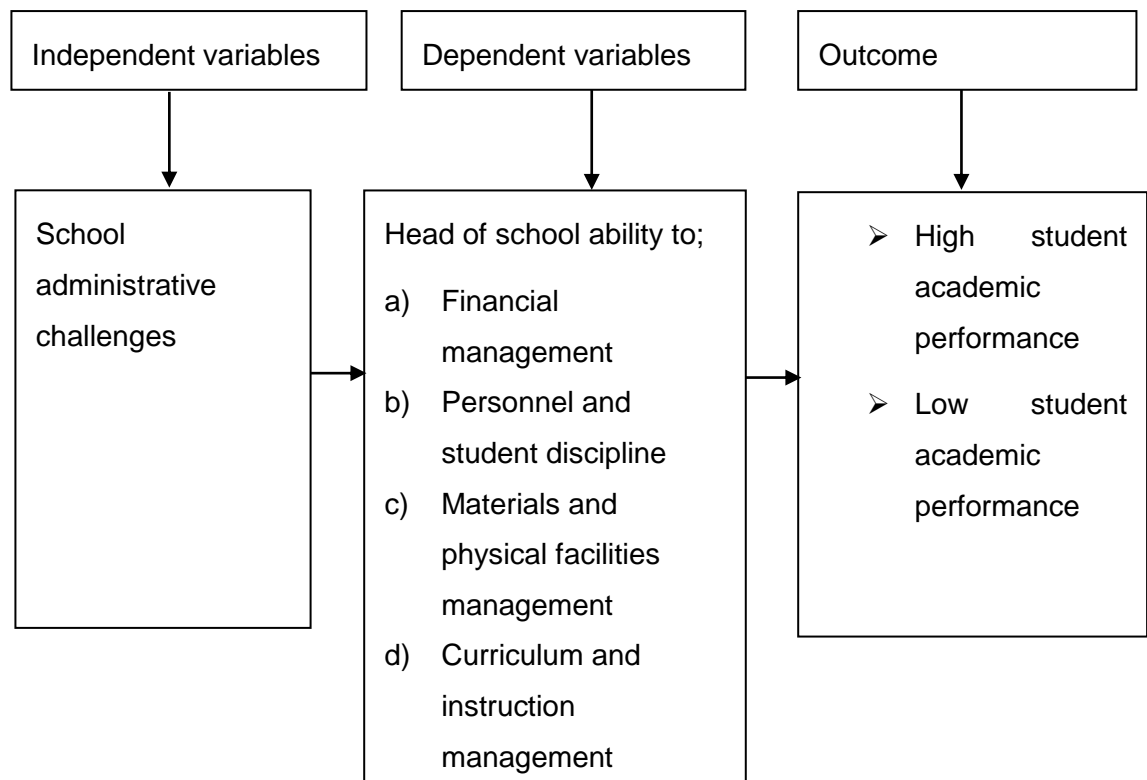 Independent variables
Dependent variables
Outcome
School
administrative
challenges
Head of school ability to;
a) Financial
management
b) Personnel and
student discipline
c) Materials and
physical facilities
management
d) Curriculum and
instruction
management
➢ High student
academic
performance
➢ Low student
academic
performance